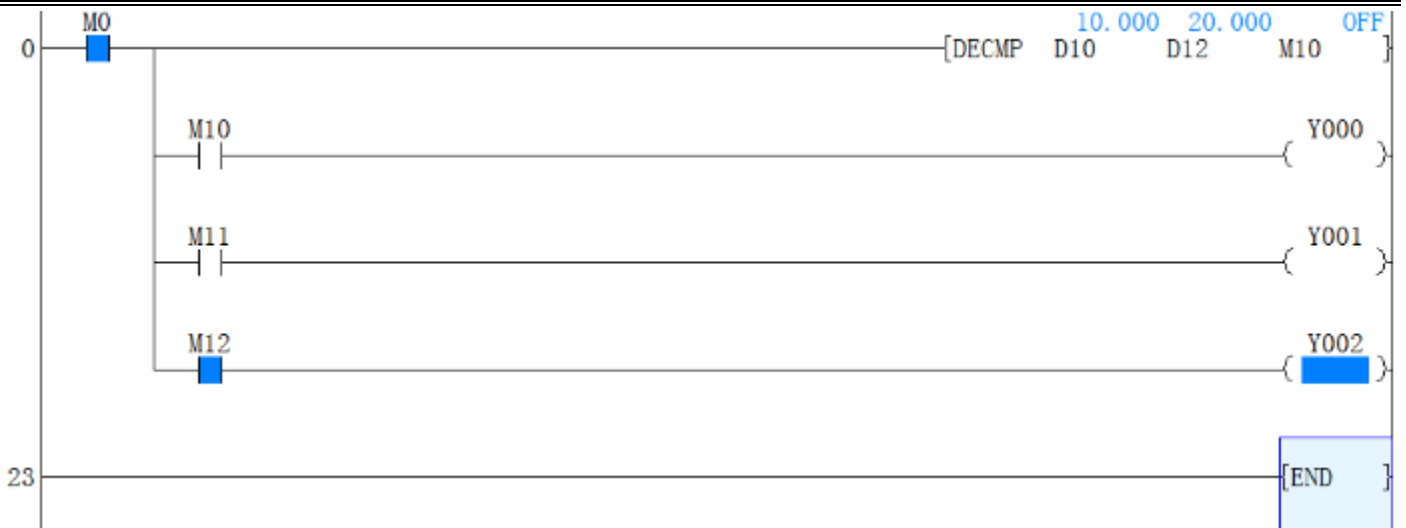 M0 10.000 20.000 OFF
0 [DECMP D10 D12 M10 ]
M10 Y000
( )
M11 Y001
( )
M12 Y002
( )
23 [END ]